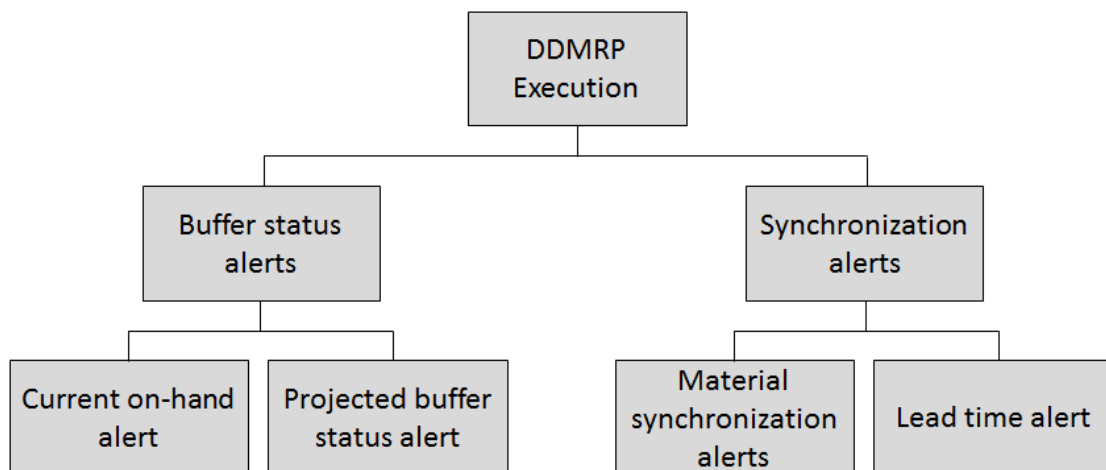 DDMRP
Execution
Buffer status
alerts
Synchronization
alerts
Current on-hand
alert
Projected buffer
status alert
Material
synchronization
alerts
Lead time alert